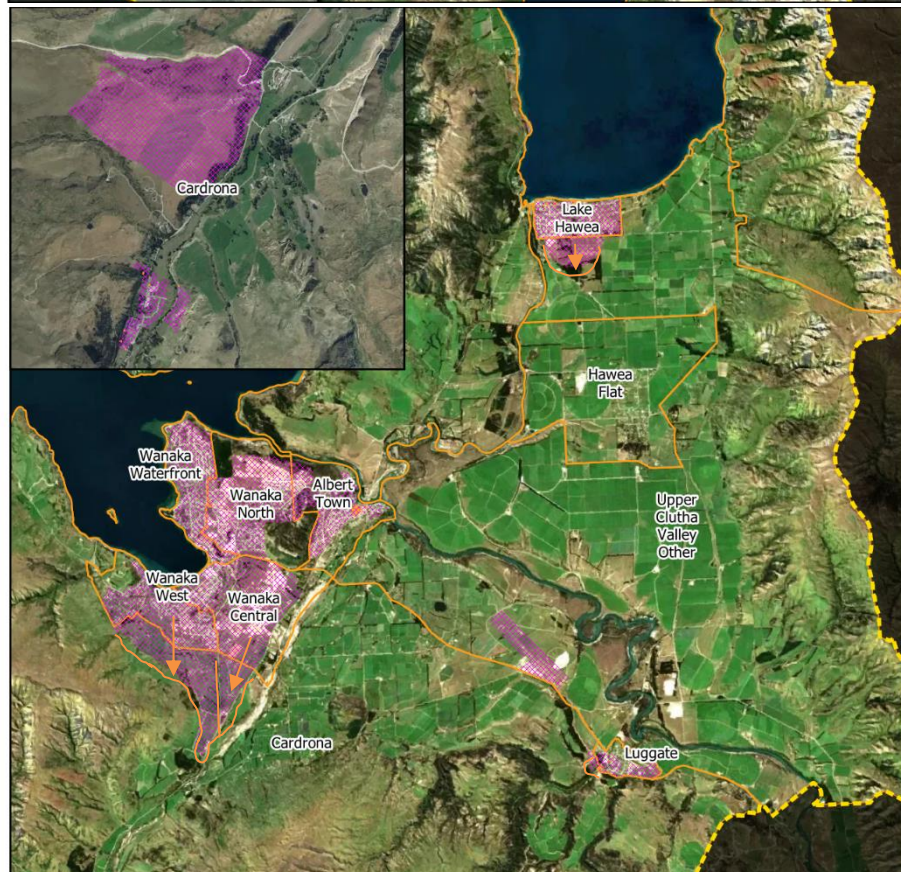 Cardrona
Lake
Hawea
Hawea
Flat
Wanaka
Waterfront
Wanaka
North
Albert
Town
Upper
Clutha
Valley
Other
Wanaka
West
Wanaka
Central
Cardrona
Luggate